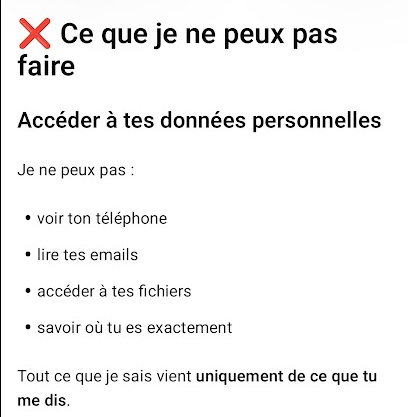 ❌ Ce que je ne peux pas
faire
Accéder à tes données personnelles
Je ne peux pas :
• voir ton téléphone
• lire tes emails
• accéder à tes fichiers
• savoir où tu es exactement
Tout ce que je sais vient uniquement de ce que tu
me dis.